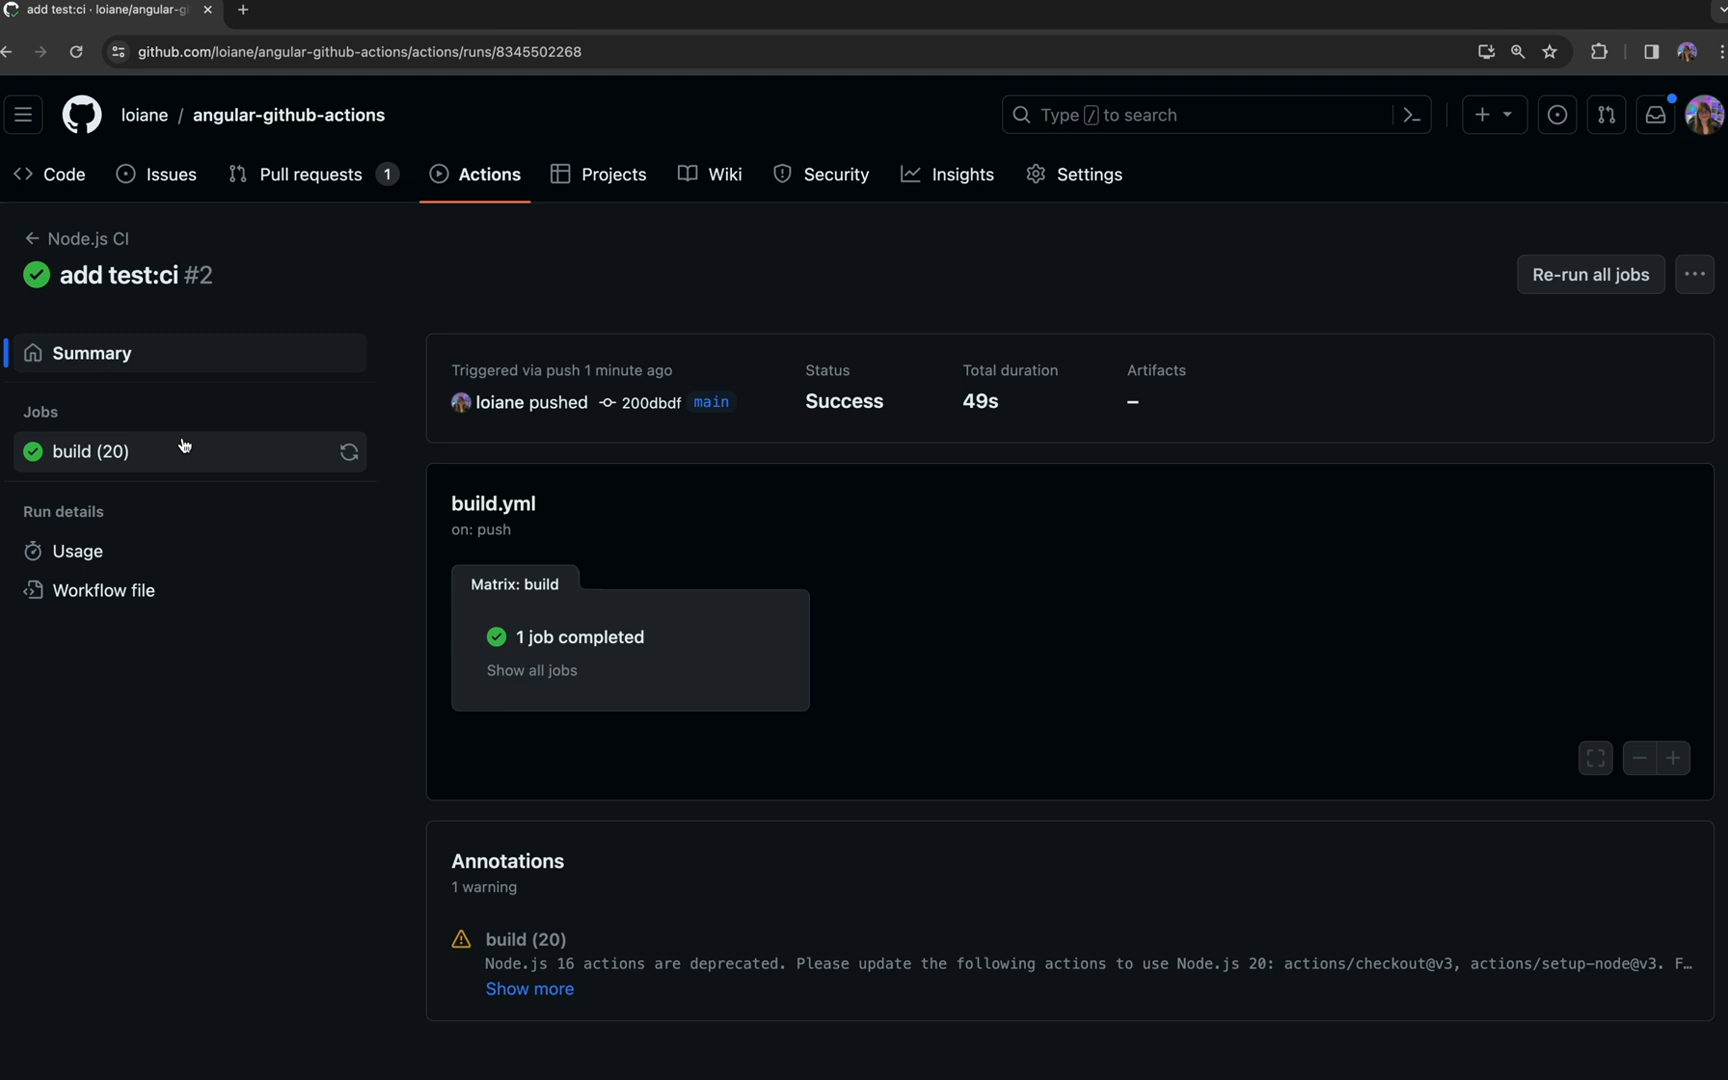 add test:ci · loiane/angular-gi
github.com/loiane/angular-github-actions/actions/runs/8345502268
loiane / angular-github-actions
Type / to search
Code Issues Pull requests 1 Actions Projects Wiki Security Insights Settings
Node.js CI
add test:ci #2
Re-run all jobs
Summary
Jobs
build (20)
Run details
Usage
Workflow file
Triggered via push 1 minute ago
loiane pushed 200dbdf main
Status
Success
Total duration
49s
Artifacts
–
build.yml
on: push
Matrix: build
1 job completed
Show all jobs
Annotations
1 warning
build (20)
Node.js 16 actions are deprecated. Please update the following actions to use Node.js 20: actions/checkout@v3, actions/setup-node@v3. F…
Show more